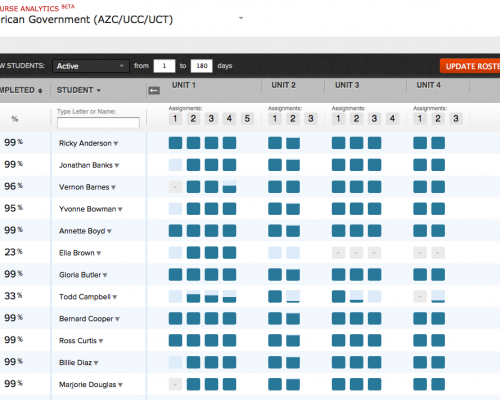 URSE ANALYTICS BETA
rican Government (AZC/UCC/UCT)
W STUDENTS: Active from 1 to 180 days UPDATE ROSTE
MPLETED STUDENT UNIT 1 UNIT 2 UNIT 3 UNIT 4
% Type Letter or Name: Assignments: Assignments: Assignments: Assignments:
1 2 3 4 5 1 2 3 1 2 3 4 1 2 3
99% Ricky Anderson
99% Jonathan Banks
96% Vernon Barnes -
95% Yvonne Bowman
99% Annette Boyd
23% Ella Brown - - - - -
99% Gloria Butler
33% Todd Campbell -
99% Bernard Cooper
99% Ross Curtis
99% Billie Diaz
99% Marjorie Douglas -